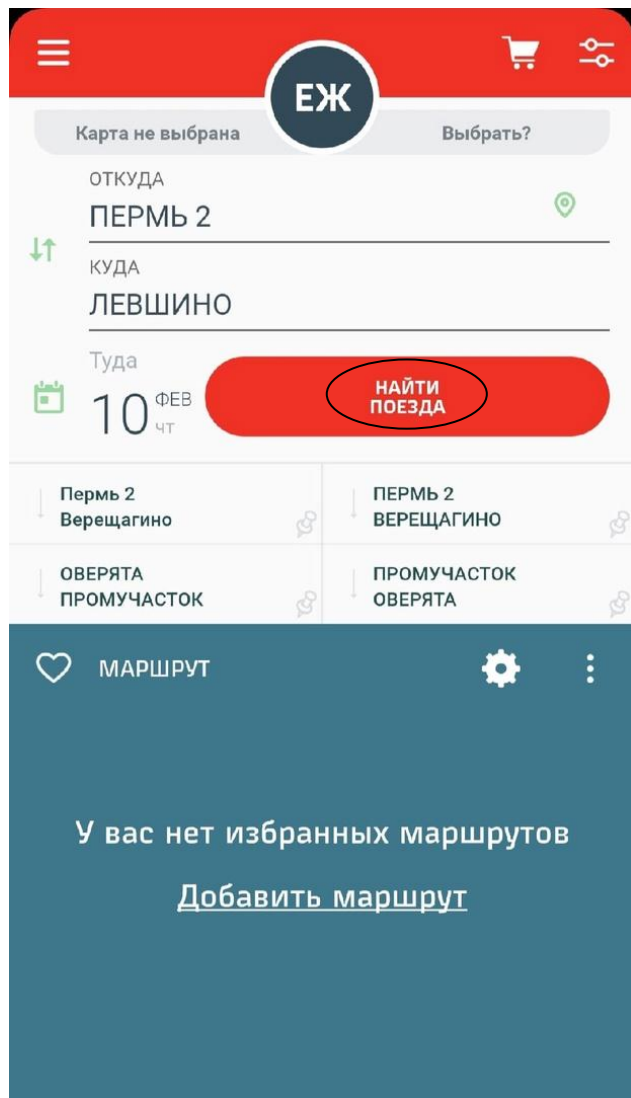 ЕЖ
Карта не выбрана
Выбрать?
ОТКУДА
ПЕРМЬ 2
КУДА
ЛЕВШИНО
Туда
10 ФЕВ
чт
НАЙТИ
ПОЕЗДА
Пермь 2
Верещагино
ПЕРМЬ 2
ВЕРЕЩАГИНО
ОВЕРЯТА
ПРОМУЧАСТОК
ПРОМУЧАСТОК
ОВЕРЯТА
МАРШРУТ
У вас нет избранных маршрутов
Добавить маршрут